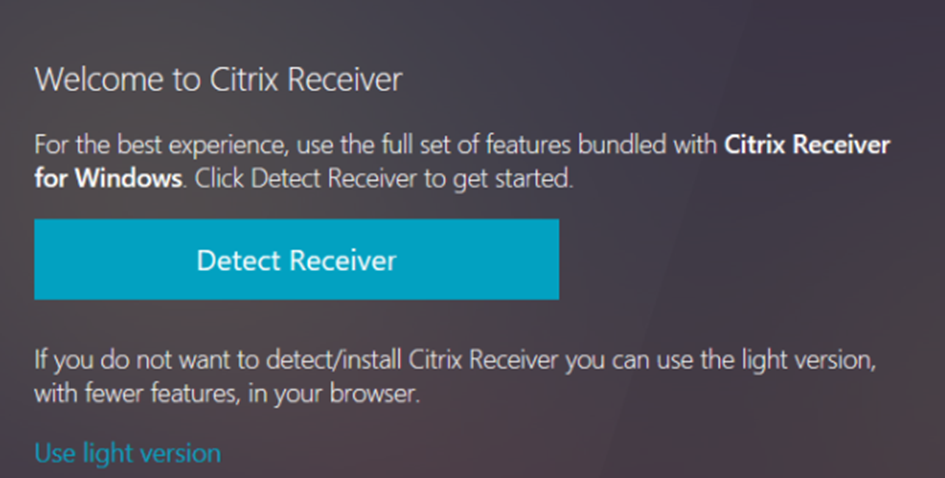 Welcome to Citrix Receiver
For the best experience, use the full set of features bundled with Citrix Receiver
for Windows. Click Detect Receiver to get started.
Detect Receiver
If you do not want to detect/install Citrix Receiver you can use the light version,
with fewer features, in your browser.
Use light version